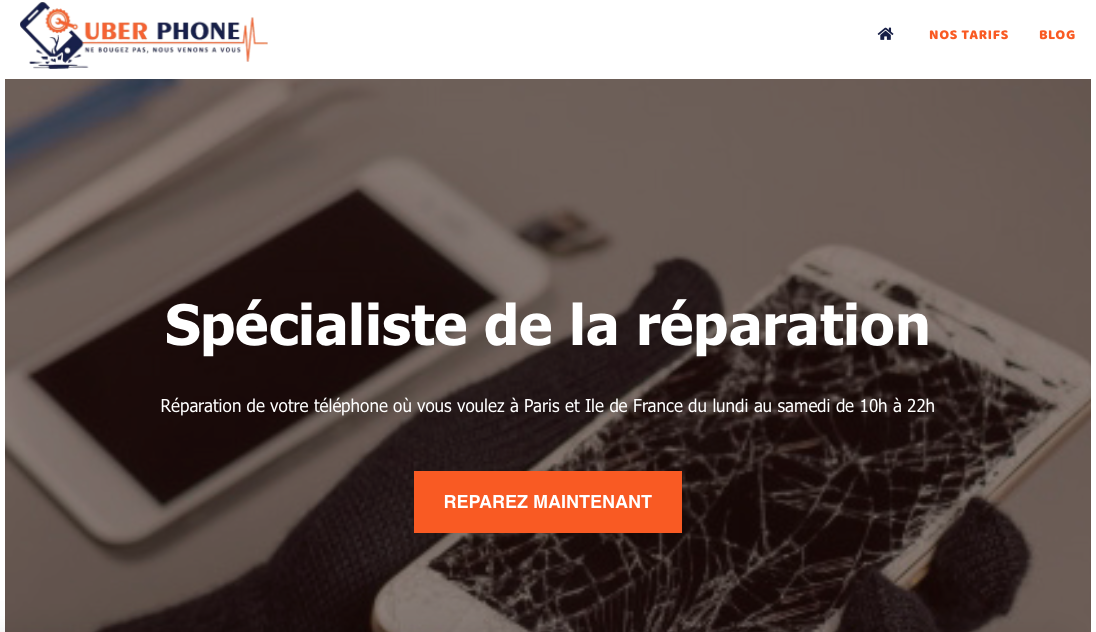 UBER PHONE
NE BOUGEZ PAS, NOUS VENONS A VOUS
NOS TARIFS
BLOG
Spécialiste de la réparation
Réparation de votre téléphone où vous voulez à Paris et Ile de France du lundi au samedi de 10h à 22h
REPAREZ MAINTENANT